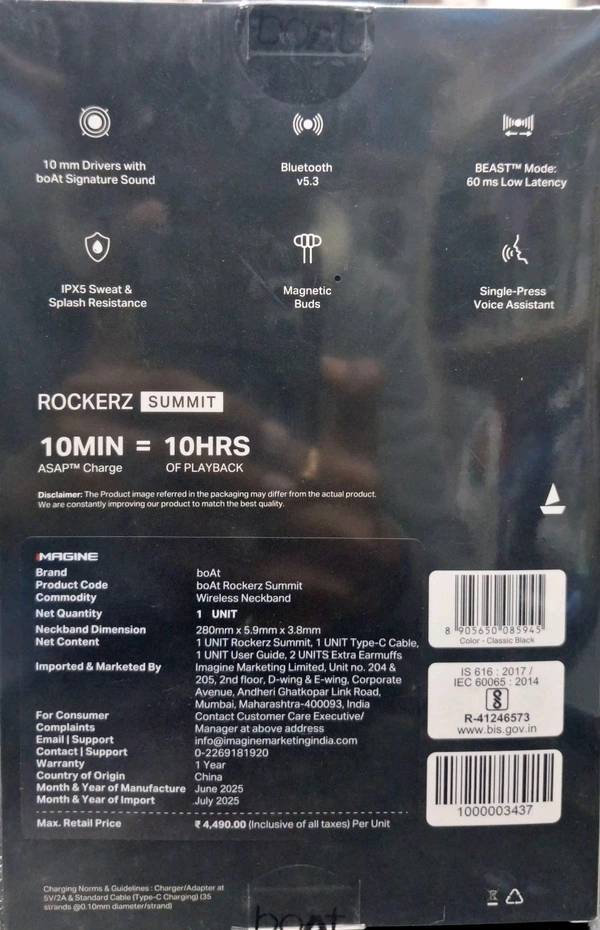 boAt
10 mm Drivers with
boAt Signature Sound
Bluetooth
v5.3
BEAST™ Mode:
60 ms Low Latency
IPX5 Sweat &
Splash Resistance
Magnetic
Buds
Single-Press
Voice Assistant
ROCKERZ SUMMIT
10MIN = 10HRS
ASAP™ Charge OF PLAYBACK
Disclaimer: The Product image referred in the packaging may differ from the actual product.
We are constantly improving our product to match the best quality.
IMAGINE
Brand boAt
Product Code boAt Rockerz Summit
Commodity Wireless Neckband
Net Quantity 1 UNIT
Neckband Dimension 280mm x 5.9mm x 3.8mm
Net Content 1 UNIT Rockerz Summit, 1 UNIT Type-C Cable,
1 UNIT User Guide, 2 UNITS Extra Earmuffs
Imported & Marketed By Imagine Marketing Limited, Unit no. 204 &
205, 2nd floor, D-wing & E-wing, Corporate
Avenue, Andheri Ghatkopar Link Road,
Mumbai, Maharashtra-400093, India
For Consumer Contact Customer Care Executive/
Complaints Manager at above address
Email | Support info@imaginemarketingindia.com
Contact | Support 0-2269181920
Warranty 1 Year
Country of Origin China
Month & Year of Manufacture June 2025
Month & Year of Import July 2025
Max. Retail Price ₹ 4,490.00 (Inclusive of all taxes) Per Unit
8 905650 085945
Color - Classic Black
IS 616 : 2017 /
IEC 60065 : 2014
R-41246573
www.bis.gov.in
1000003437
Charging Norms & Guidelines : Charger/Adapter at
5V/2A & Standard Cable (Type-C Charging) (35
strands @0.10mm diameter/strand)
boAt